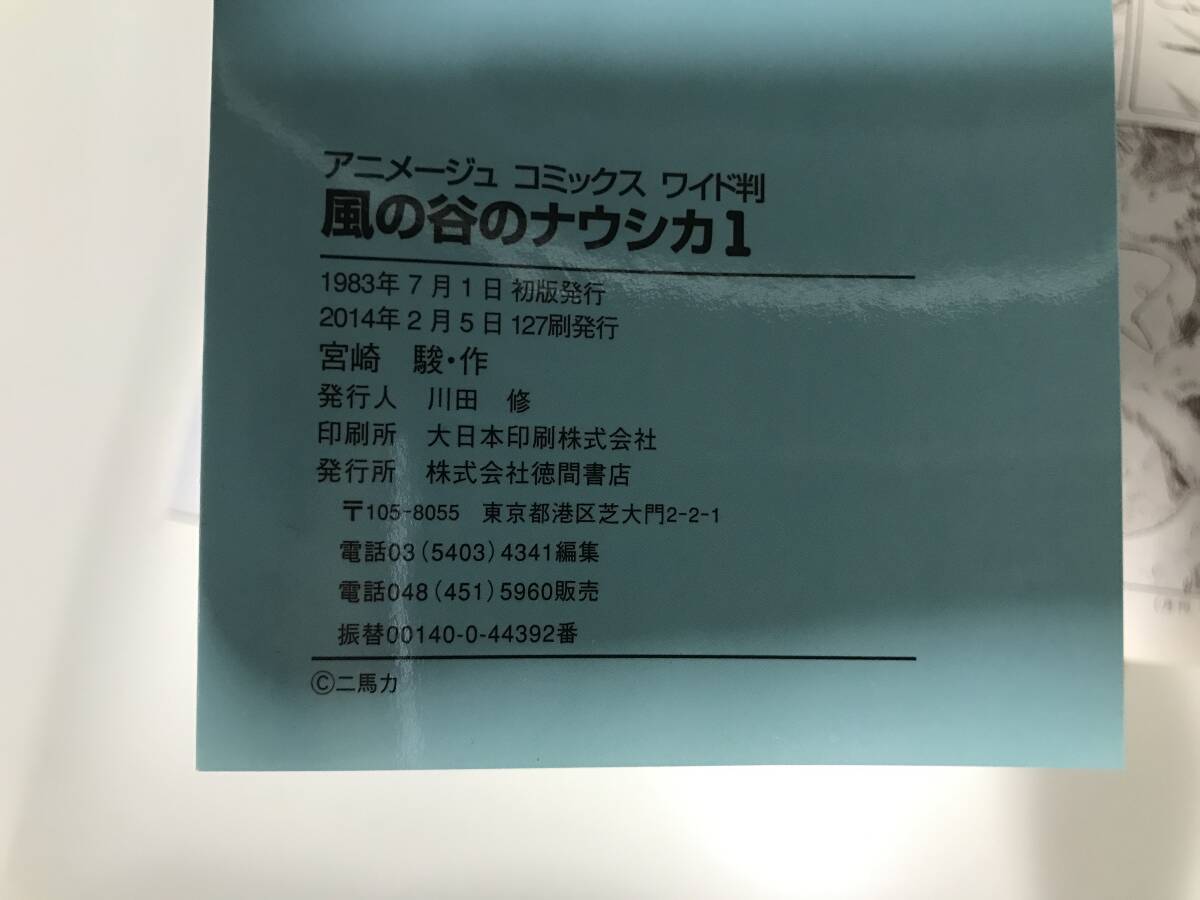 アニメージュ コミックス ワイド判
風の谷のナウシカ1
1983年7月1日 初版発行
2014年2月5日 127刷発行
宮崎 駿・作
発行人 川田 修
印刷所 大日本印刷株式会社
発行所 株式会社徳間書店
〒105-8055 東京都港区芝大門2-2-1
電話03(5403)4341編集
電話048(451)5960販売
振替00140-0-44392番
©二馬力